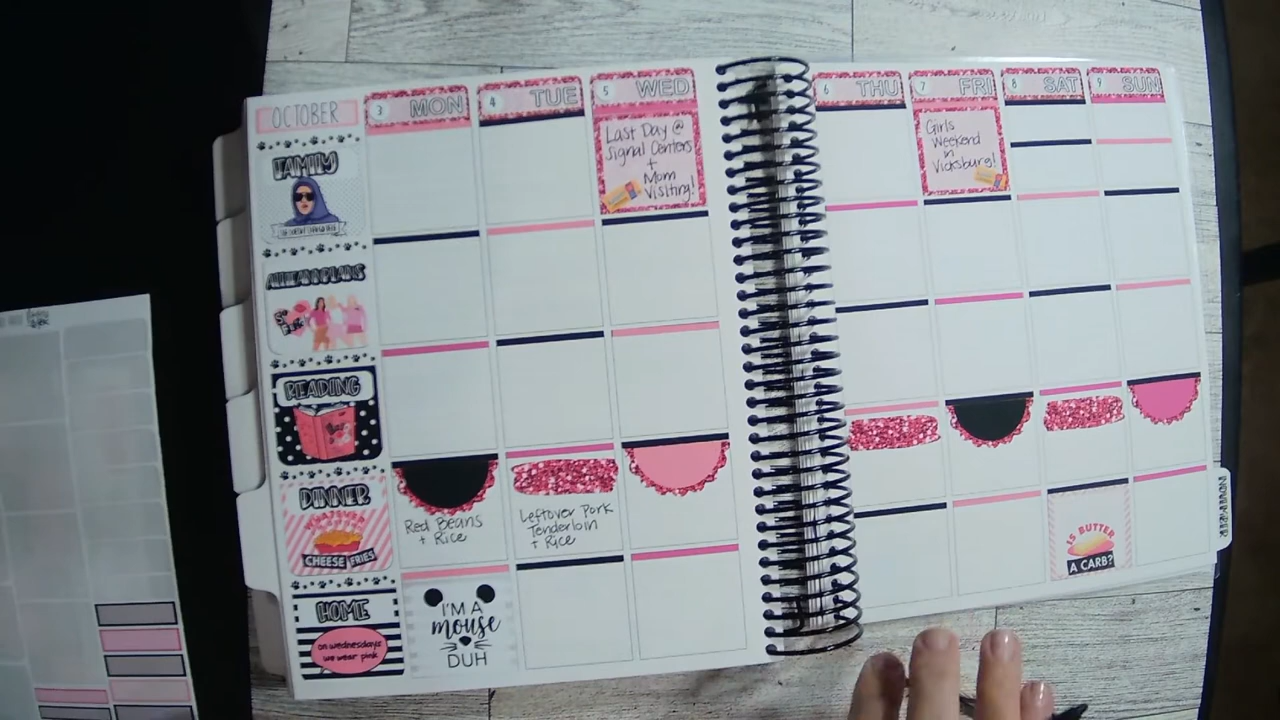 OCTOBER
3 MON
4 TUE
5 WED
6 THU
7 FRI
8 SAT
9 SUN
Last Day @
Signal Centers
+
Mom
Visiting!
Girls
Weekend
in
Vicksburg!
FAMILY
READING
DINNER
WHATEVER
CHEESE FRIES
Red Beans
+ Rice
Leftover Pork
Tenderloin
+ Rice
IS BUTTER
A CARB?
HOME
on wednesdays
we wear pink
I'M A
mouse
DUH